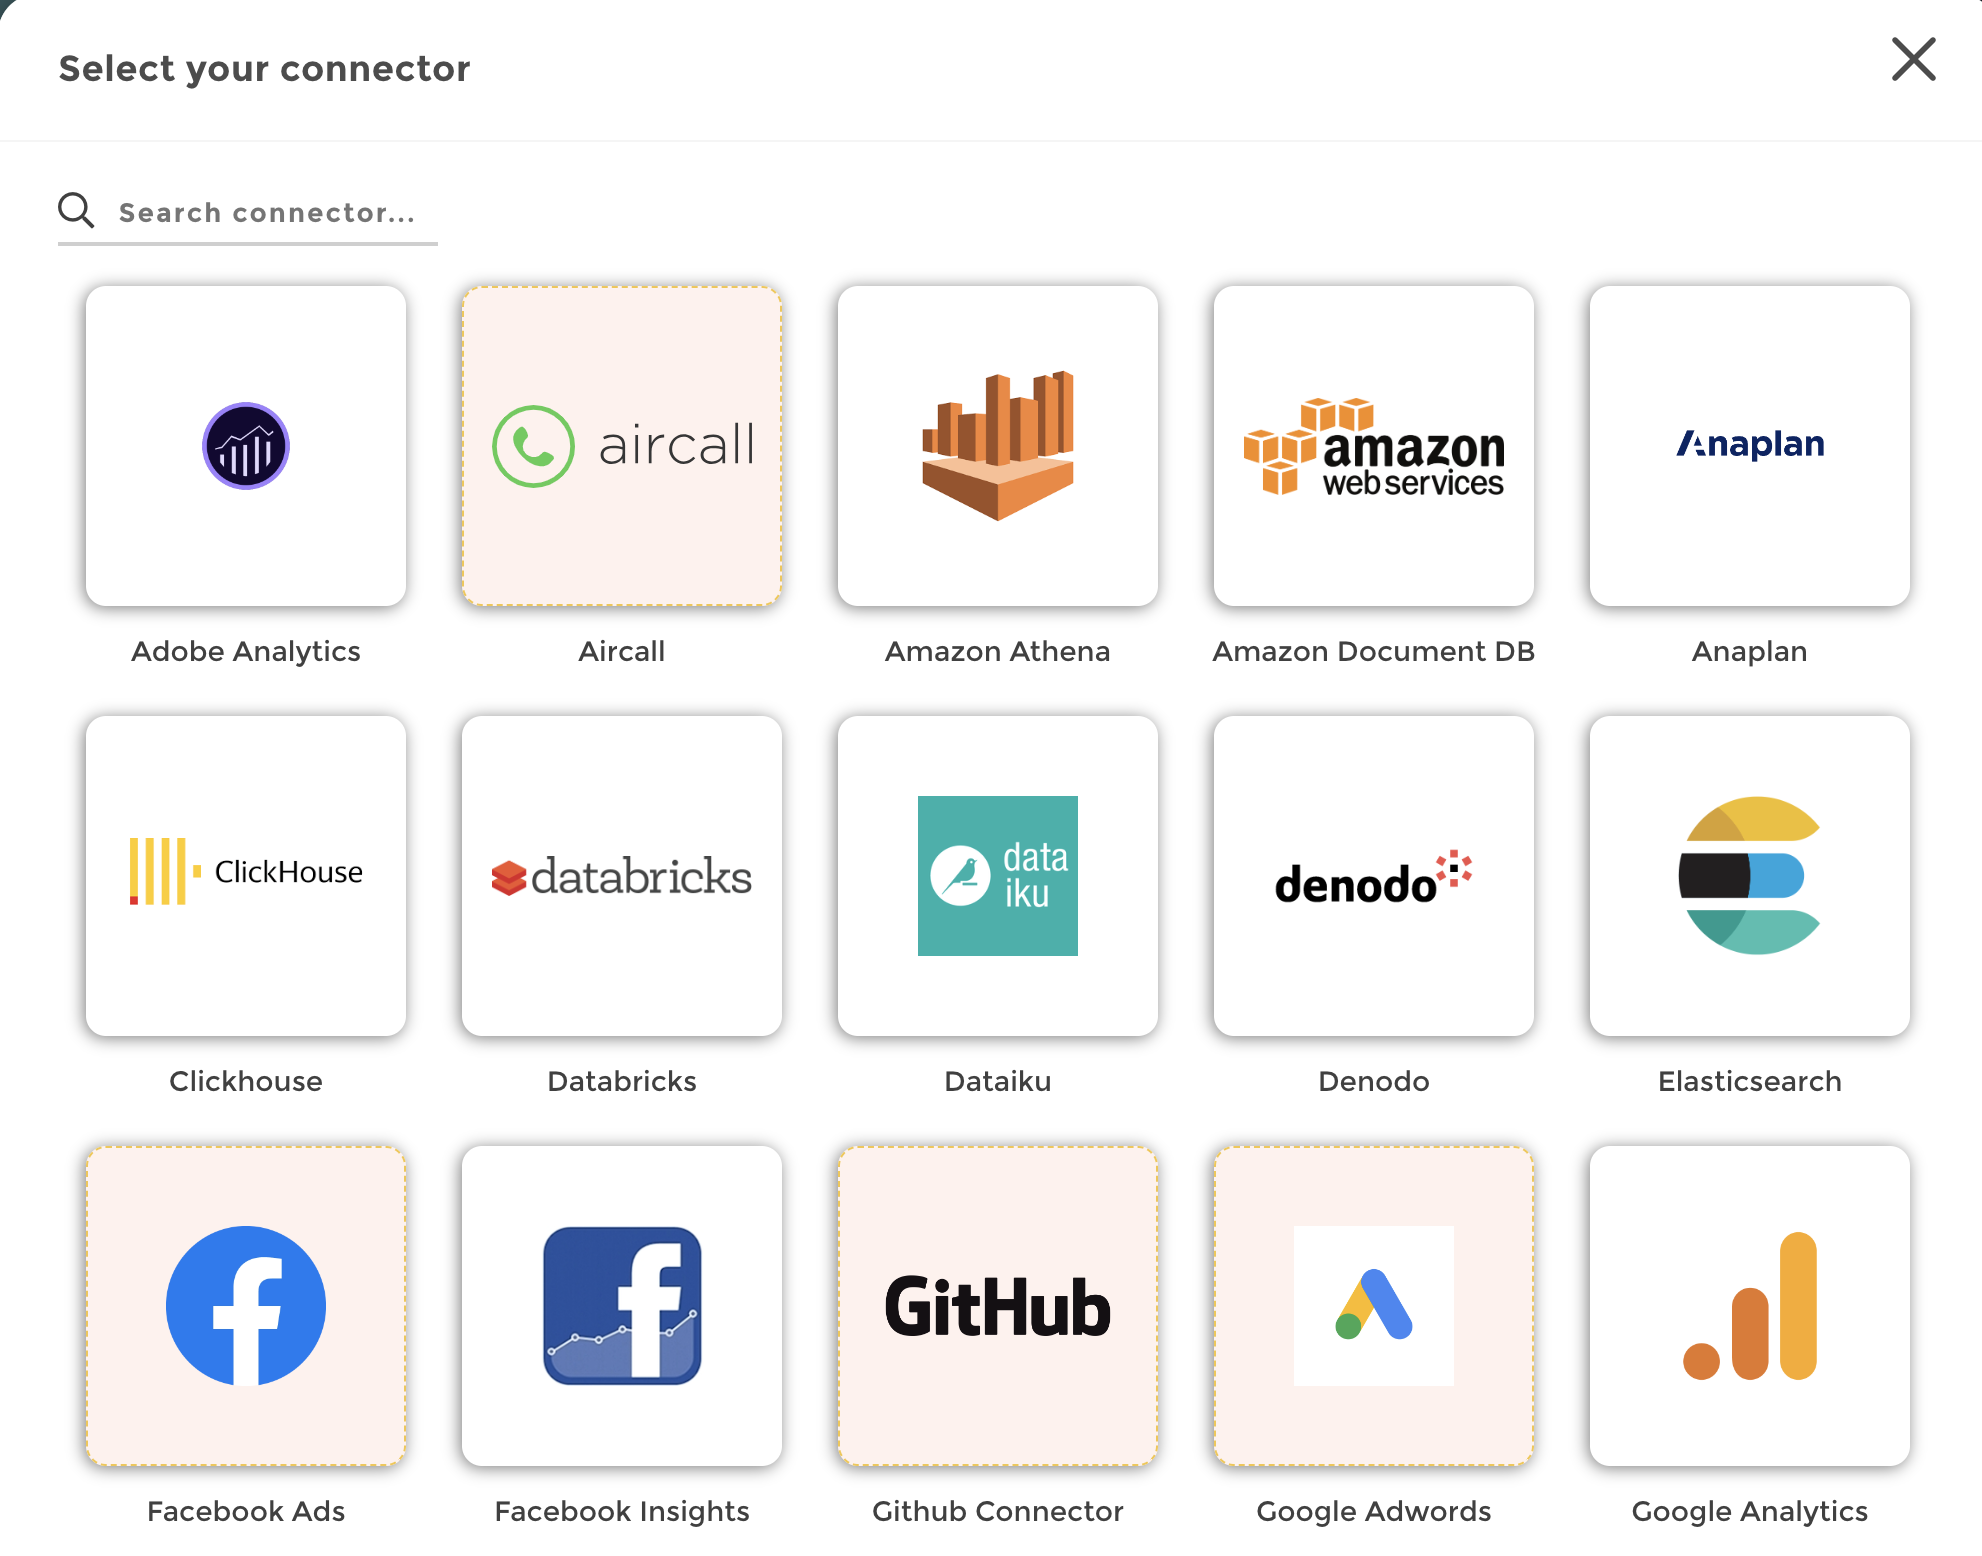 Select your connector
Search connector...
aircall
amazon
web services
Anaplan
Adobe Analytics
Aircall
Amazon Athena
Amazon Document DB
Anaplan
ClickHouse
databricks
data
iku
denodo
Clickhouse
Databricks
Dataiku
Denodo
Elasticsearch
GitHub
Facebook Ads
Facebook Insights
Github Connector
Google Adwords
Google Analytics